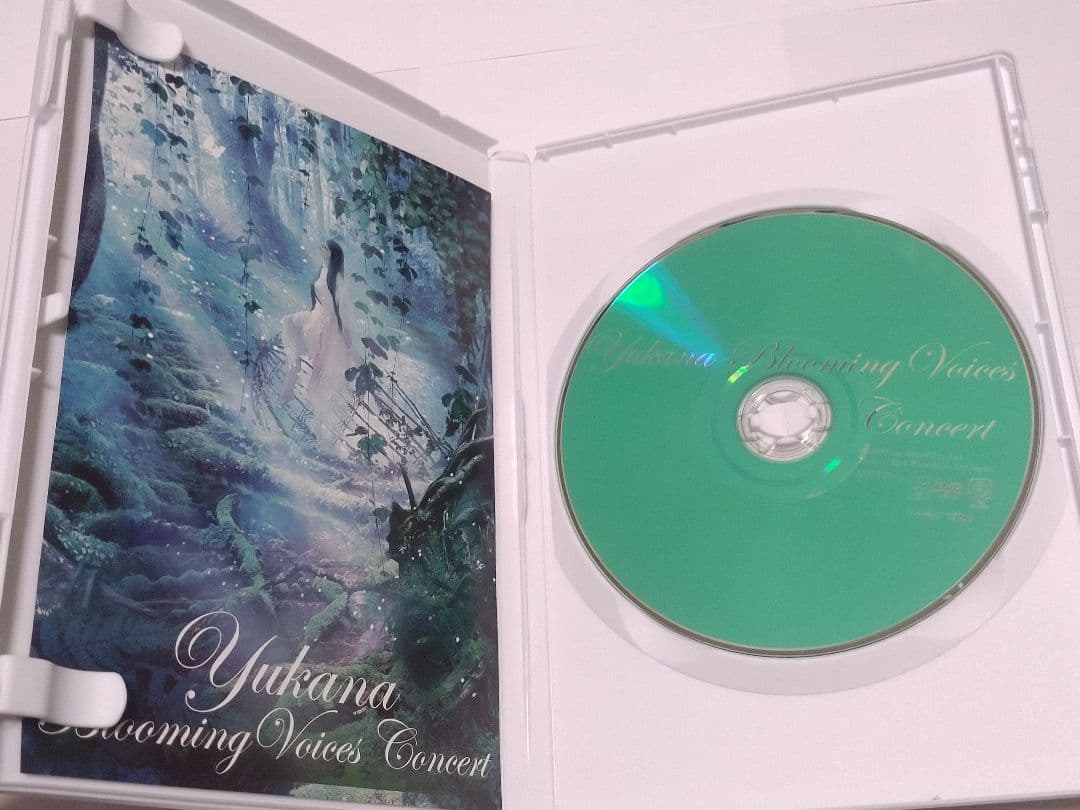 Yukana
Blooming Voices Concert
Yukana Blooming Voices
Concert